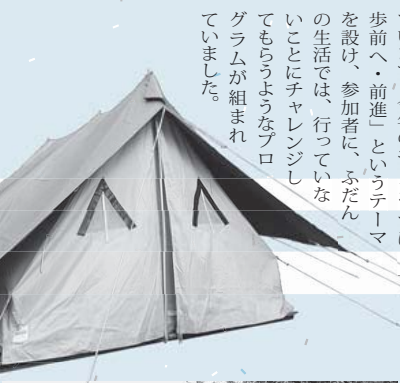 歩前へ・前進」というテーマ
を設け、参加者に、ふだん
の生活では、行っていな
いことにチャレンジし
てもらうようなプロ
グラムが組まれ
ていました。